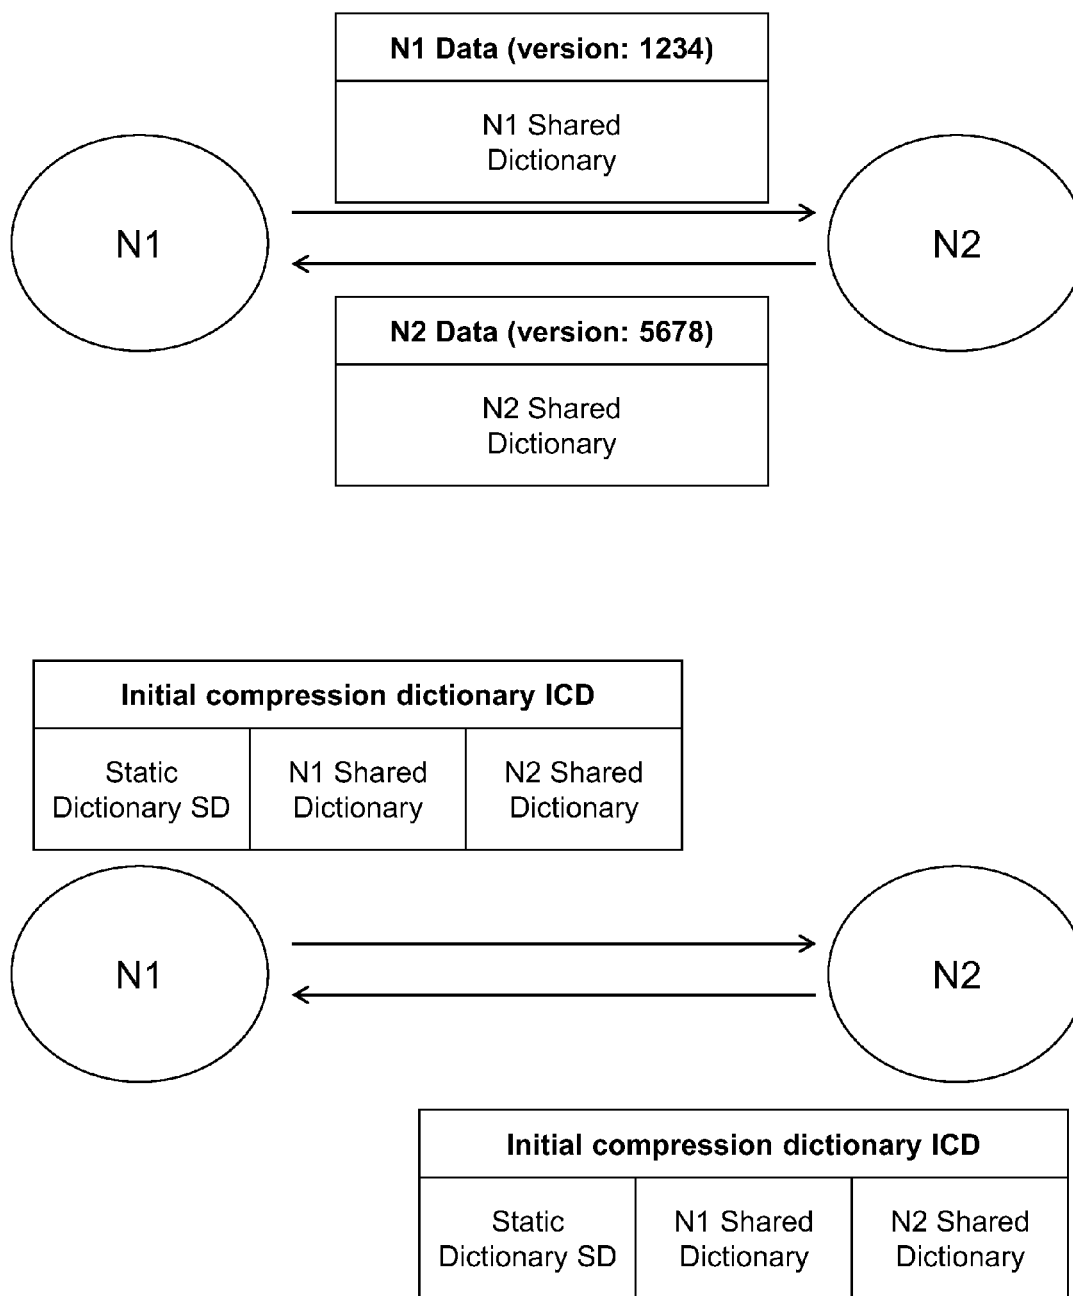 N1 Data (version: 1234)
N1 Shared
Dictionary
N1
N2
N2 Data (version: 5678)
N2 Shared
Dictionary
Initial compression dictionary ICD
Static
Dictionary SD
N1 Shared
Dictionary
N2 Shared
Dictionary
N1
N2
Initial compression dictionary ICD
Static
Dictionary SD
N1 Shared
Dictionary
N2 Shared
Dictionary